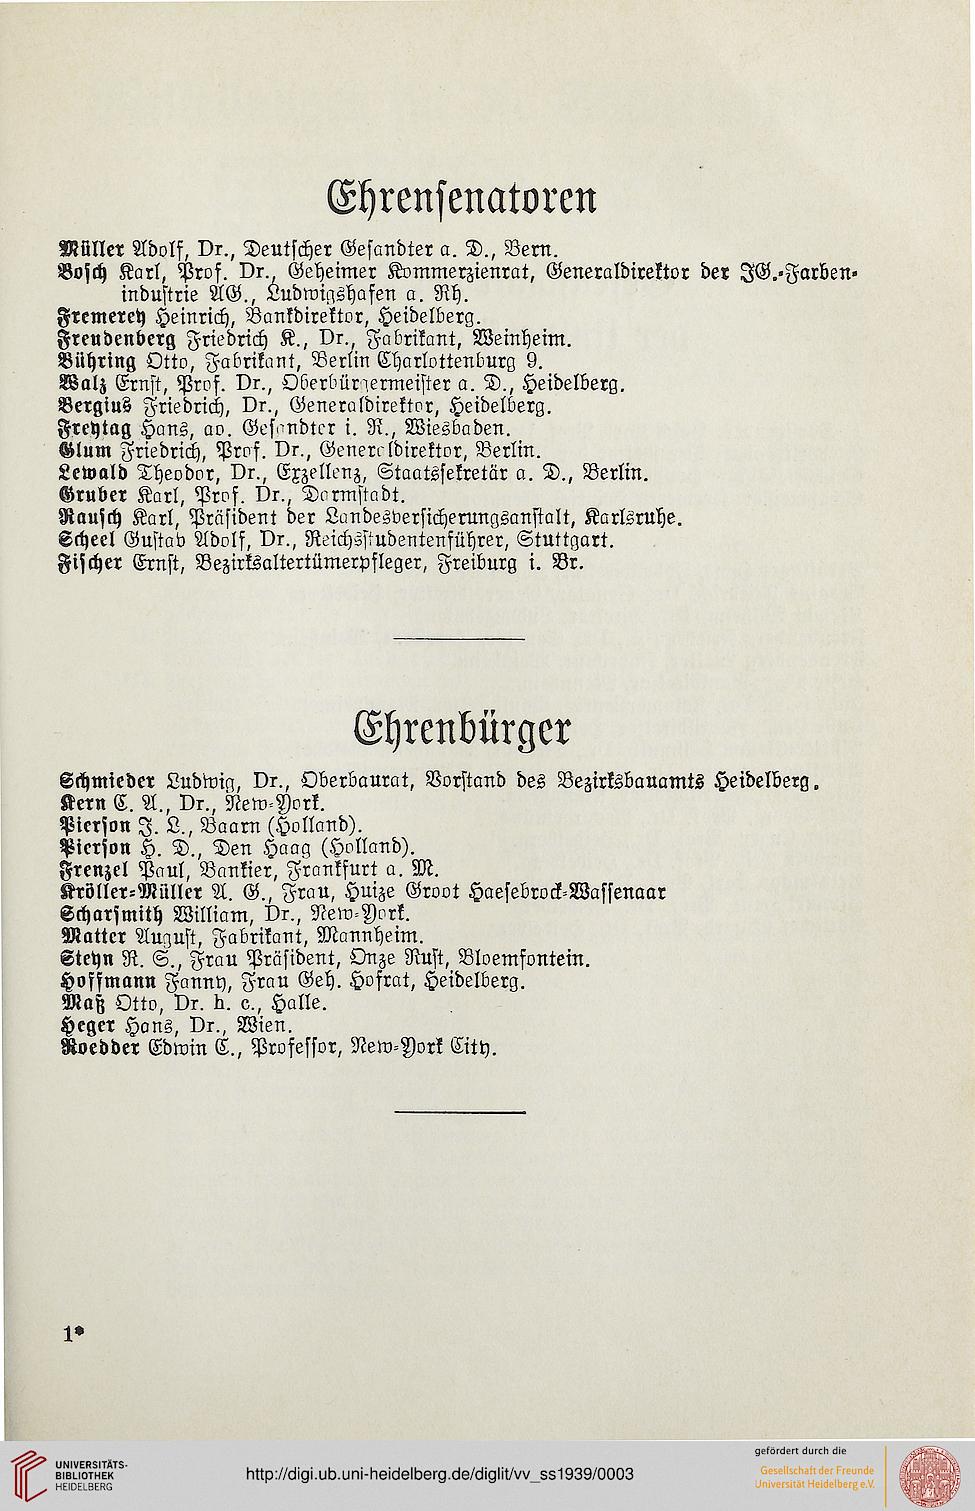 Ehrensenatoren
Müller Adolf, Dr., Deutscher Gesandter a. D., Bern.
Bosch Karl, Prof. Dr., Geheimer Kommerzienrat, Generaldirektor der IG.-Farben-
industrie AG., Ludwigshafen a. Rh.
Fremerey Heinrich, Bankdirektor, Heidelberg.
Freudenberg Friedrich K., Dr., Fabrikant, Weinheim.
Bühring Otto, Fabrikant, Berlin Charlottenburg 9.
Walz Ernst, Prof. Dr., Oberbürgermeister a. D., Heidelberg.
Bergius Friedrich, Dr., Generaldirektor, Heidelberg.
Freytag Hans, ao. Gesandter i. R., Wiesbaden.
Glum Friedrich, Prof. Dr., Generaldirektor, Berlin.
Lewald Theodor, Dr., Exzellenz, Staatssekretär a. D., Berlin.
Gruber Karl, Prof. Dr., Darmstadt.
Rausch Karl, Präsident der Landesversicherungsanstalt, Karlsruhe.
Scheel Gustav Adolf, Dr., Reichsstudentenführer, Stuttgart.
Fischer Ernst, Bezirksaltertümerpfleger, Freiburg i. Br.
Ehrenbürger
Schmieder Ludwig, Dr., Oberbaurat, Vorstand des Bezirksbauamts Heidelberg.
Kern C. A., Dr., New-York.
Pierson J. L., Baarn (Holland).
Pierson H. D., Den Haag (Holland).
Frenzel Paul, Bankier, Frankfurt a. M.
Kröller-Müller A. G., Frau, Huize Groot Haesebrock-Wassenaar
Scharsmith William, Dr., New-York.
Matter August, Fabrikant, Mannheim.
Steyn R. S., Frau Präsident, Onze Rust, Bloemfontein.
Hoffmann Fanny, Frau Geh. Hofrat, Heidelberg.
Maß Otto, Dr. h. c., Halle.
Heger Hans, Dr., Wien.
Roedder Edwin C., Professor, New-York City.
1*
UNIVERSITÄTS-
BIBLIOTHEK
HEIDELBERG
http://digi.ub.uni-heidelberg.de/diglit/vv_ss1939/0003
gefördert durch die
Gesellschaft der Freunde
Universität Heidelberg e.V.